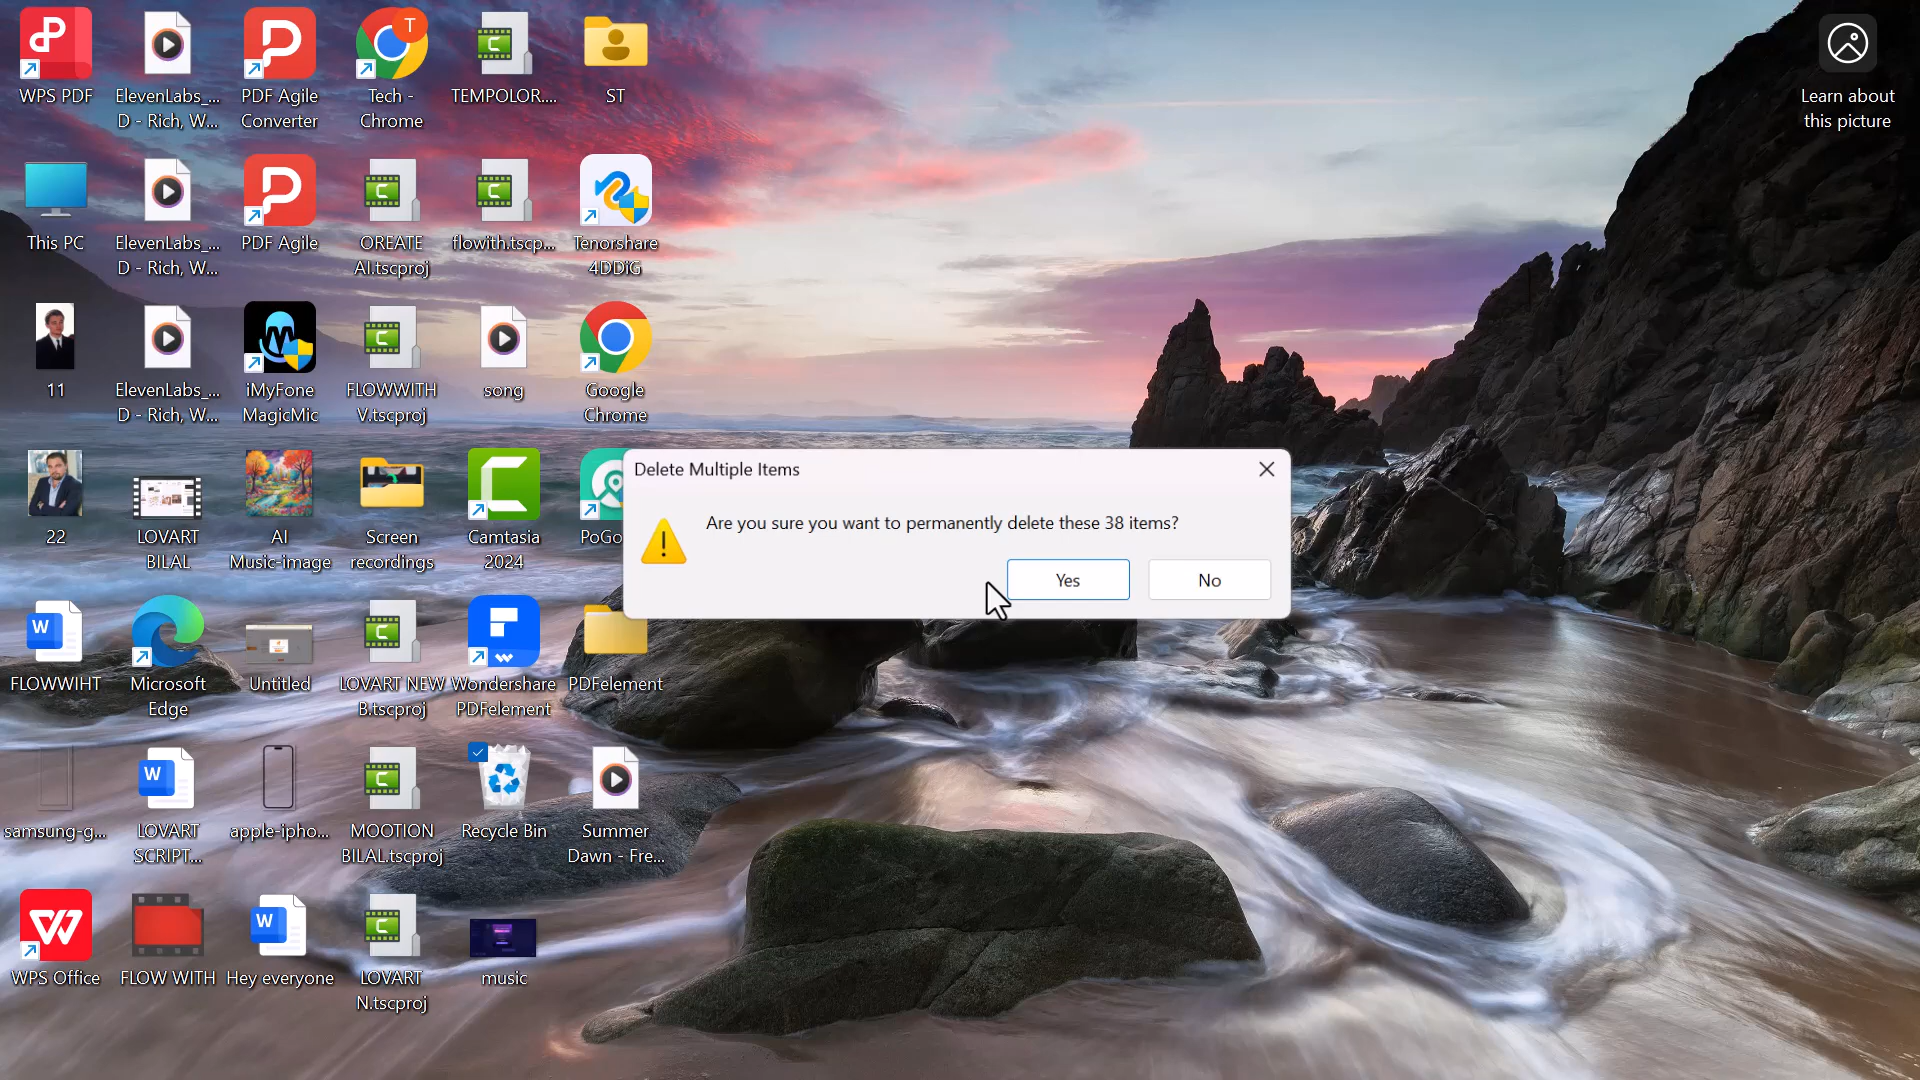 WPS PDF
ElevenLabs_...
D - Rich, W...
PDF Agile
Converter
T
Tech -
Chrome
TEMPOLOR....
ST
Learn about
this picture
This PC
ElevenLabs_...
D - Rich, W...
PDF Agile
OREATE
AI.tscproj
flowith.tscp...
Tenorshare
4DDiG
11
ElevenLabs_...
D - Rich, W...
iMyFone
MagicMic
FLOWWITH
V.tscproj
song
Google
Chrome
22
LOVART
BILAL
AI
Music-image
Screen
recordings
Camtasia
2024
PoGo
Delete Multiple Items
Are you sure you want to permanently delete these 38 items?
Yes
No
FLOWWIHT
Microsoft
Edge
Untitled
LOVART NEW
B.tscproj
Wondershare
PDFelement
PDFelement
samsung-g...
LOVART
SCRIPT...
apple-ipho...
MOOTION
BILAL.tscproj
Recycle Bin
Summer
Dawn - Fre...
WPS Office
FLOW WITH
Hey everyone
LOVART
N.tscproj
music